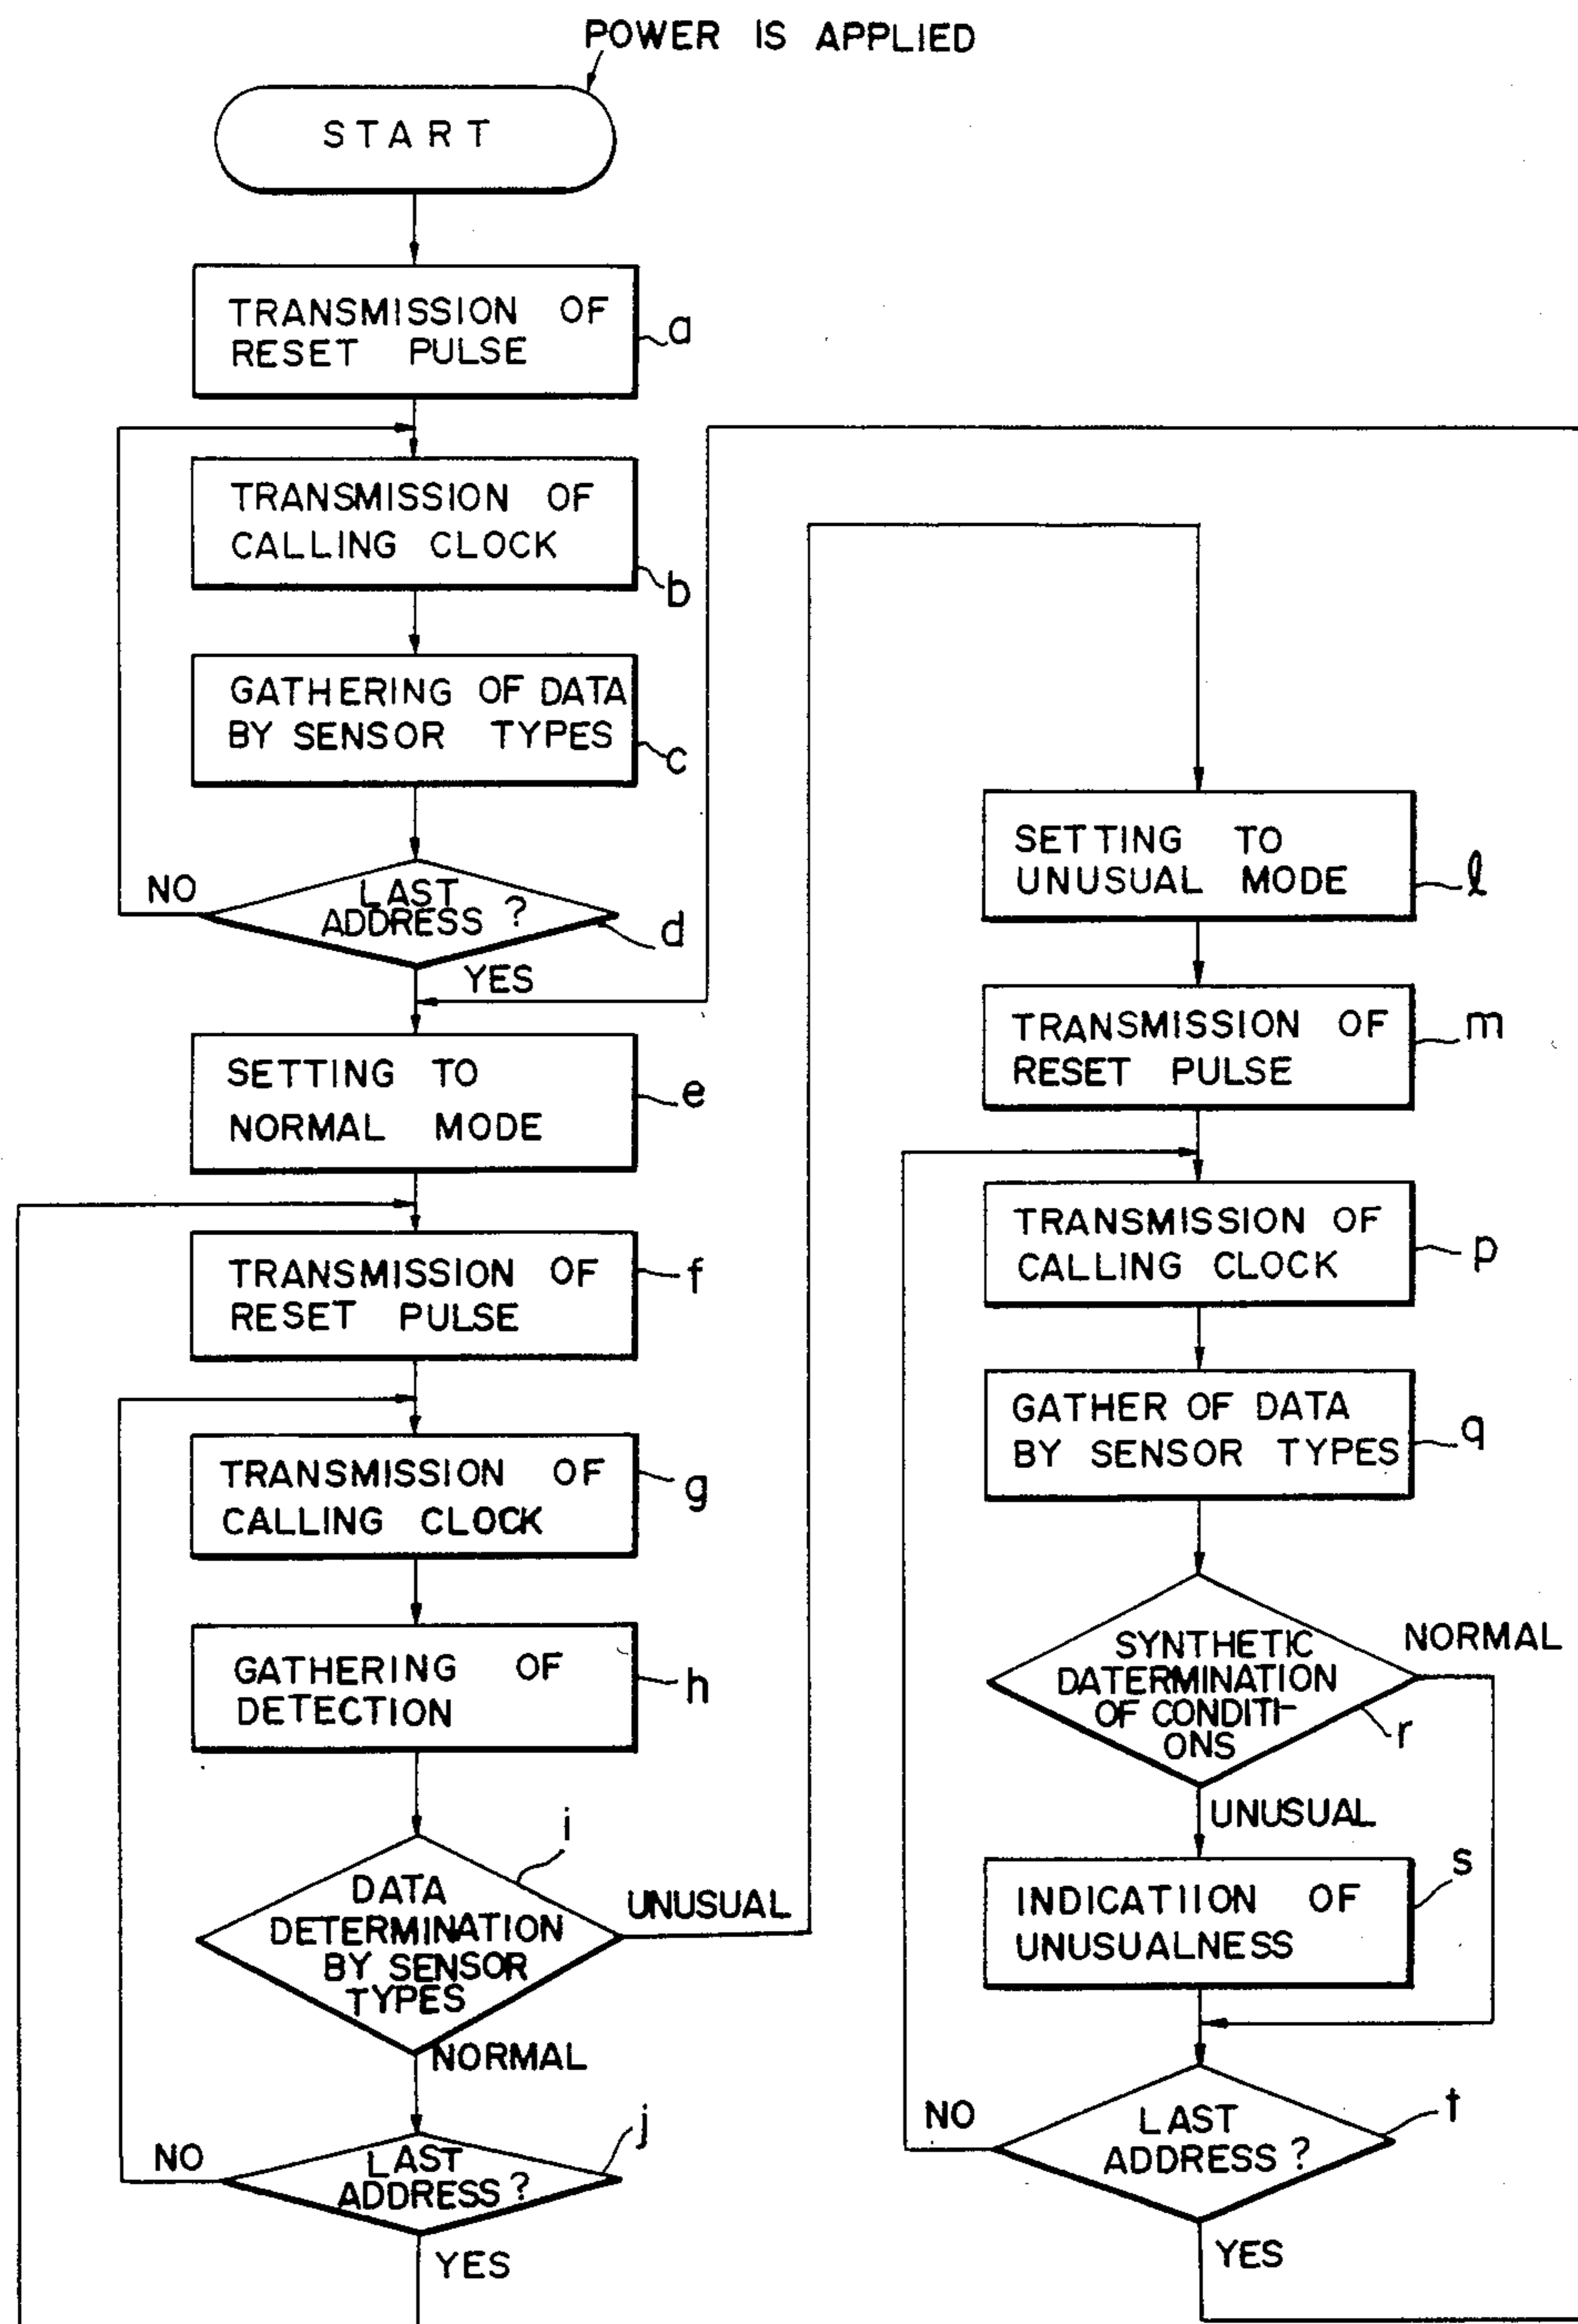 POWER IS APPLIED
START
TRANSMISSION OF
RESET PULSE
a
TRANSMISSION OF
CALLING CLOCK
b
GATHERING OF DATA
BY SENSOR TYPES
c
NO
LAST
ADDRESS ?
d
YES
SETTING TO
NORMAL MODE
e
TRANSMISSION OF
RESET PULSE
f
TRANSMISSION OF
CALLING CLOCK
g
GATHERING OF
DETECTION
h
i
DATA
DETERMINATION
BY SENSOR
TYPES
UNUSUAL
NORMAL
j
NO
LAST
ADDRESS ?
YES
SETTING TO
UNUSUAL MODE
l
TRANSMISSION OF
RESET PULSE
m
TRANSMISSION OF
CALLING CLOCK
p
GATHER OF DATA
BY SENSOR TYPES
q
SYNTHETIC
DATERMINATION
OF CONDITI-
ONS
NORMAL
r
UNUSUAL
INDICATIION OF
UNUSUALNESS
s
NO
LAST
ADDRESS ?
t
YES